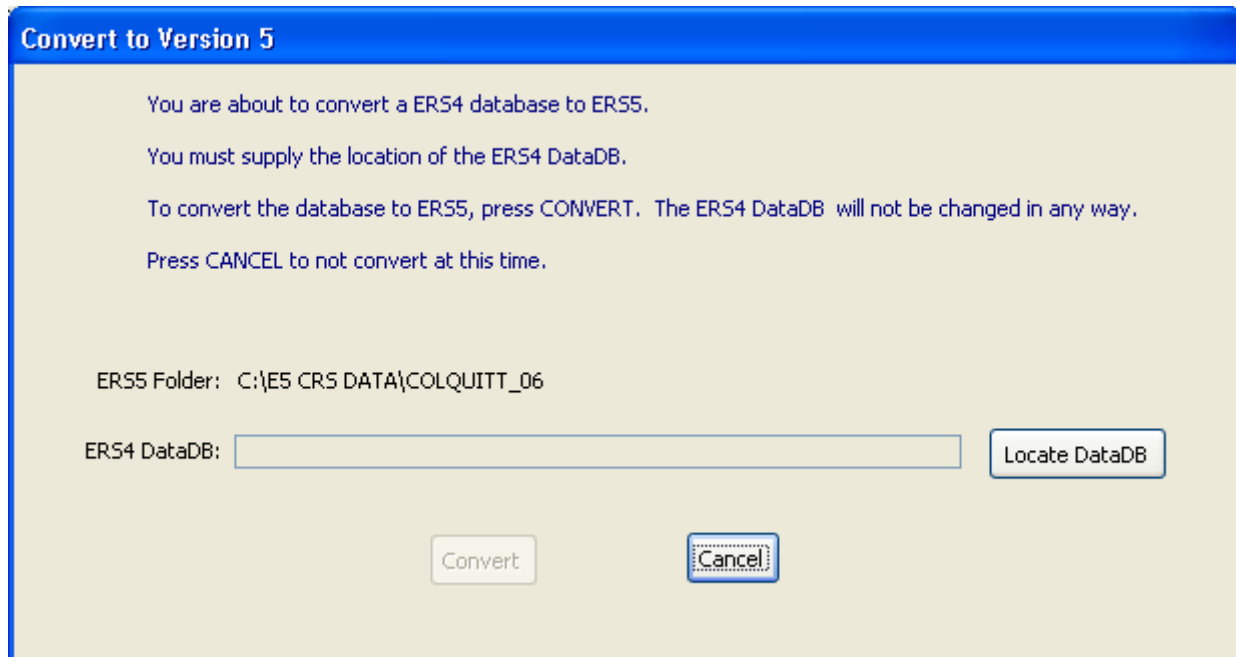 Convert to Version 5
You are about to convert a ERS4 database to ERS5.
You must supply the location of the ERS4 DataDB.
To convert the database to ERS5, press CONVERT.  The ERS4 DataDB  will not be changed in any way.
Press CANCEL to not convert at this time.
ERS5 Folder: C:\E5 CRS DATA\COLQUITT_06
ERS4 DataDB: Locate DataDB
Convert Cancel